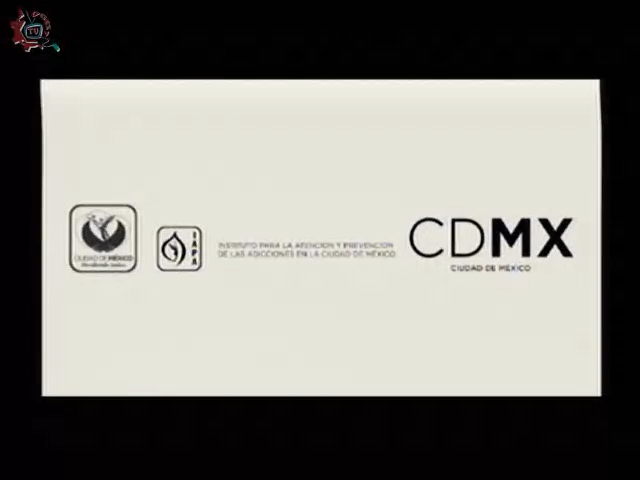 TV
CIUDAD DE MÉXICO
IAPA
INSTITUTO PARA LA ATENCIÓN Y PREVENCIÓN
DE LAS ADICCIONES EN LA CIUDAD DE MÉXICO
CDMX
CIUDAD DE MÉXICO